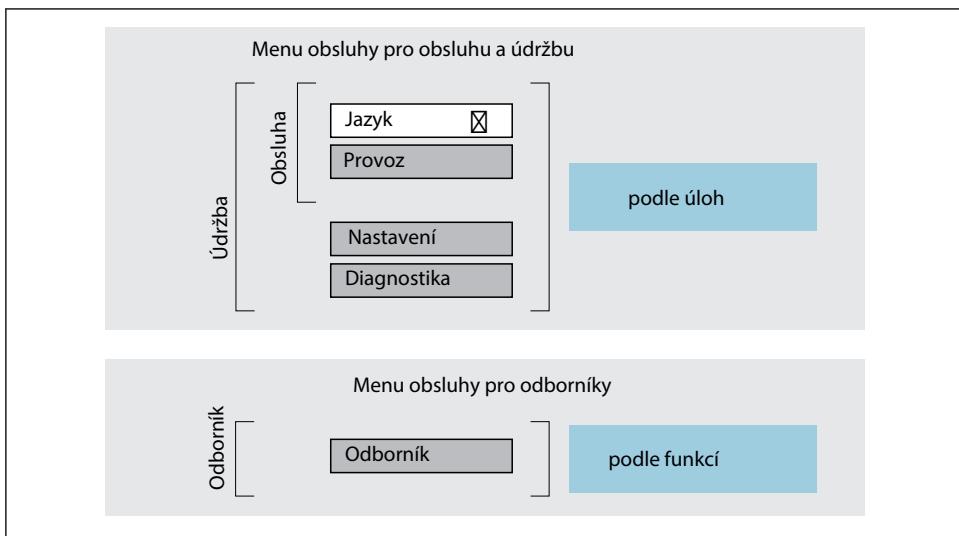 Menu obsluhy pro obsluhu a údržbu
Údržba
Obsluha
Jazyk
Provoz
Nastavení
Diagnostika
podle úloh
Menu obsluhy pro odborníky
Odborník
Odborník
podle funkcí